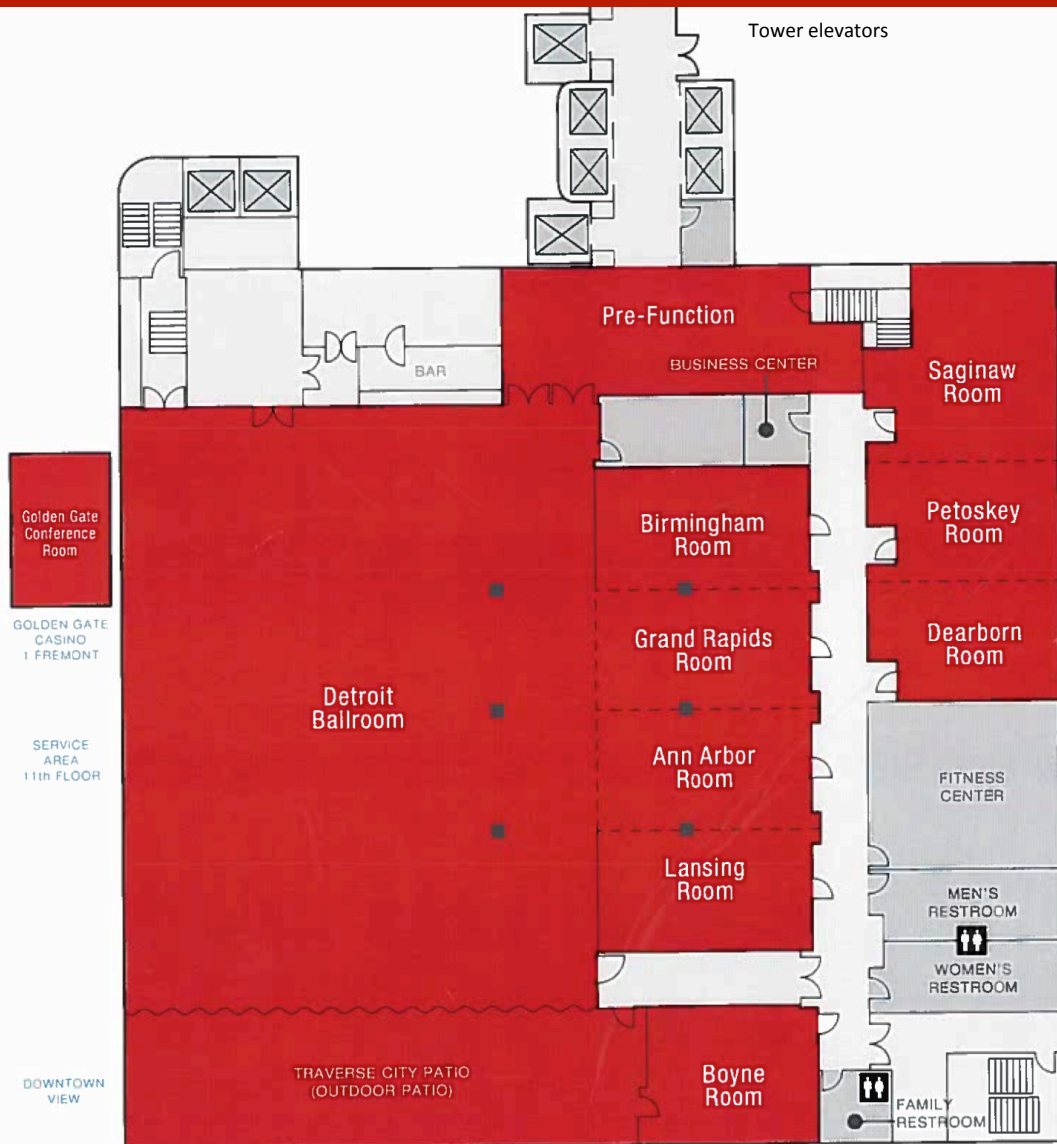 Tower elevators
Pre-Function
BAR
BUSINESS CENTER
Saginaw
Room
Golden Gate
Conference
Room
Birmingham
Room
Petoskey
Room
GOLDEN GATE
CASINO
1 FREMONT
Grand Rapids
Room
Dearborn
Room
Detroit
Ballroom
SERVICE
AREA
11th FLOOR
Ann Arbor
Room
FITNESS
CENTER
Lansing
Room
MEN'S
RESTROOM
WOMEN'S
RESTROOM
TRAVERSE CITY PATIO
(OUTDOOR PATIO)
Boyne
Room
DOWNTOWN
VIEW
FAMILY
RESTROOM